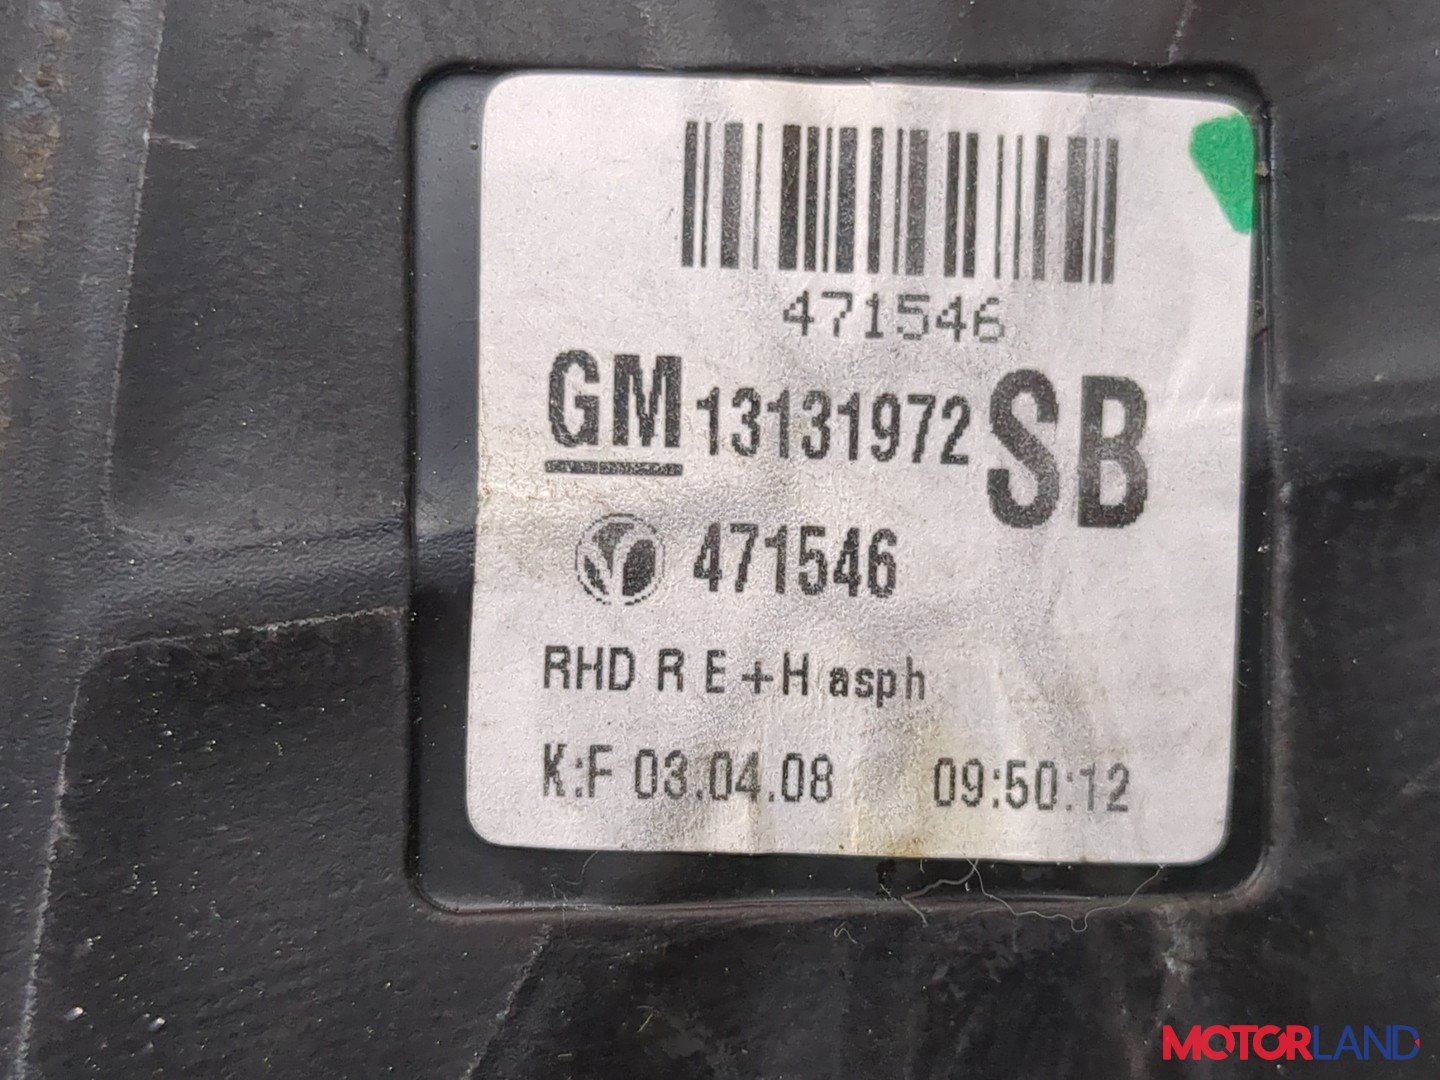 471546
GM 13131972 SB
471546
RHD R E+H asph
K:F 03.04.08 09:50:12
MOTORLAND